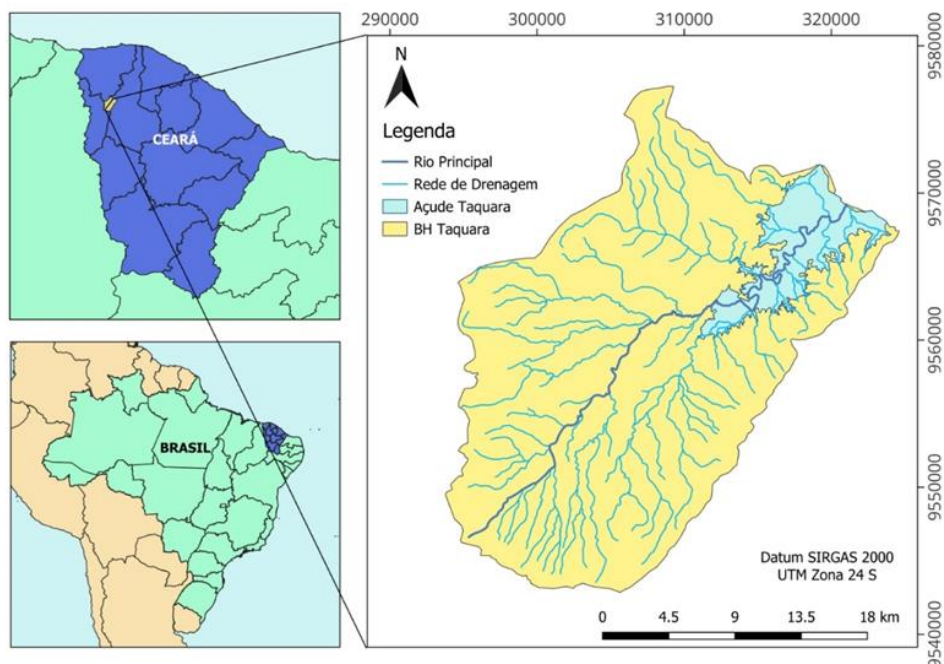 290000 300000 310000 320000
9580000
9570000
9560000
9550000
9540000
CEARÁ
BRASIL
N
Legenda
Rio Principal
Rede de Drenagem
Açude Taquara
BH Taquara
Datum SIRGAS 2000
UTM Zona 24 S
0 4.5 9 13.5 18 km